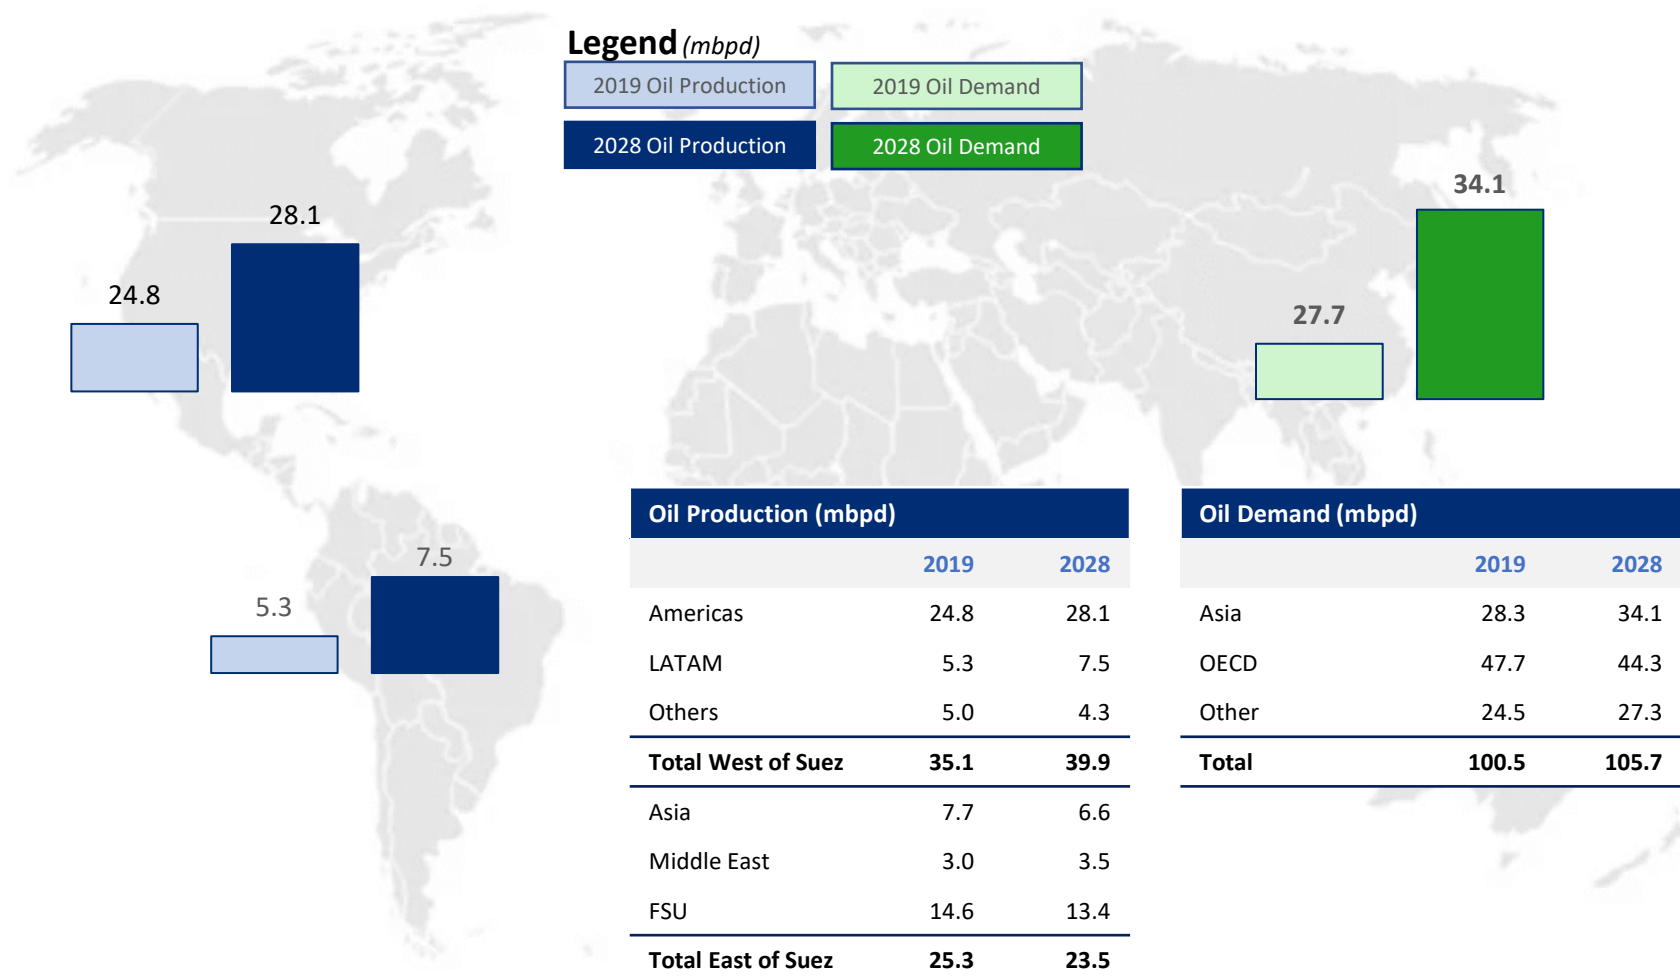 Legend (mbpd)
2019 Oil Production
2019 Oil Demand
2028 Oil Production
2028 Oil Demand
34.1
28.1
24.8
27.7
7.5
5.3
Oil Production (mbpd)
2019 2028
Americas 24.8 28.1
LATAM 5.3 7.5
Others 5.0 4.3
Total West of Suez 35.1 39.9
Asia 7.7 6.6
Middle East 3.0 3.5
FSU 14.6 13.4
Total East of Suez 25.3 23.5
Oil Demand (mbpd)
2019 2028
Asia 28.3 34.1
OECD 47.7 44.3
Other 24.5 27.3
Total 100.5 105.7